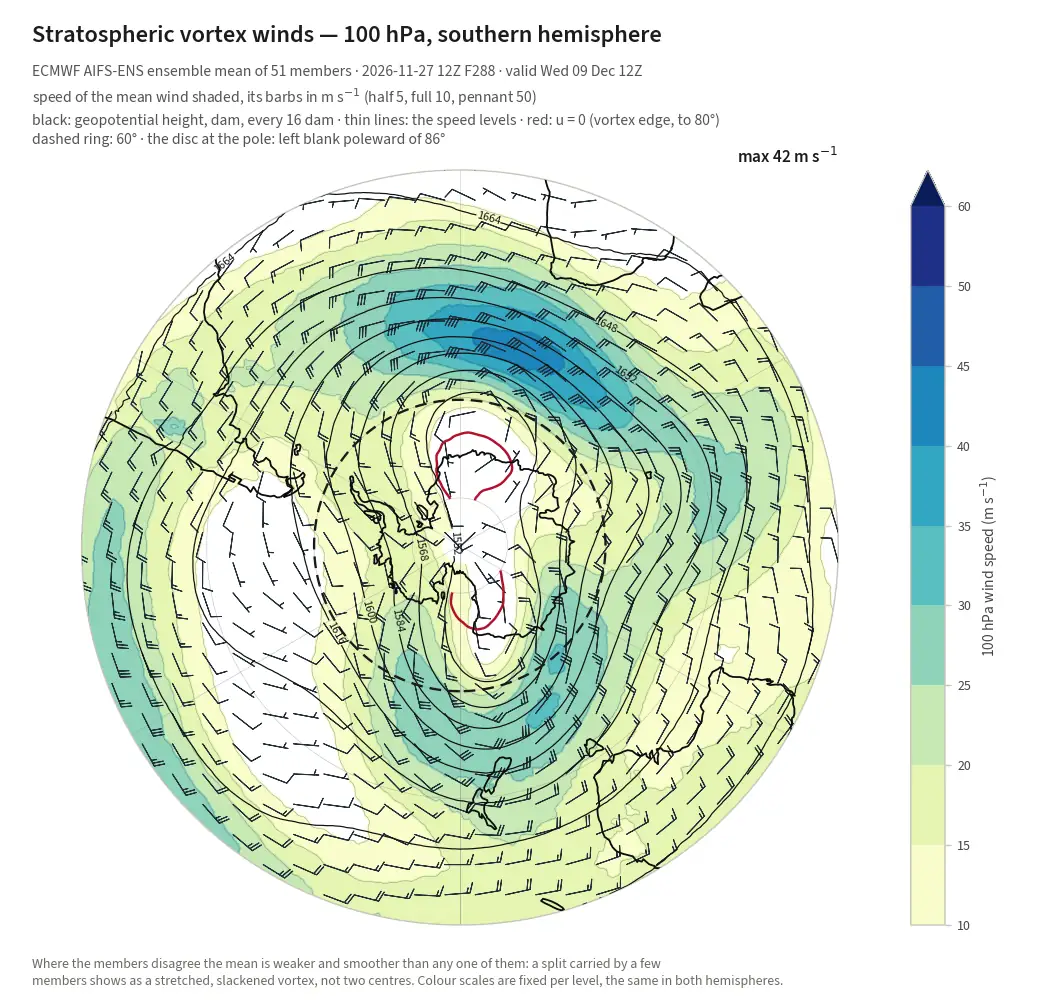 Stratospheric vortex winds — 100 hPa, southern hemisphere
ECMWF AIFS-ENS ensemble mean of 51 members · 2026-11-27 12Z F288 · valid Wed 09 Dec 12Z
speed of the mean wind shaded, its barbs in m s⁻¹ (half 5, full 10, pennant 50)
black: geopotential height, dam, every 16 dam · thin lines: the speed levels · red: u = 0 (vortex edge, to 80°)
dashed ring: 60° · the disc at the pole: left blank poleward of 86°
max 42 m s⁻¹
60
50
45
40
35
30
25
20
15
10
100 hPa wind speed (m s⁻¹)
1664
1664
1648
1632
1568
1600
1584
1616
Where the members disagree the mean is weaker and smoother than any one of them: a split carried by a few
members shows as a stretched, slackened vortex, not two centres. Colour scales are fixed per level, the same in both hemispheres.